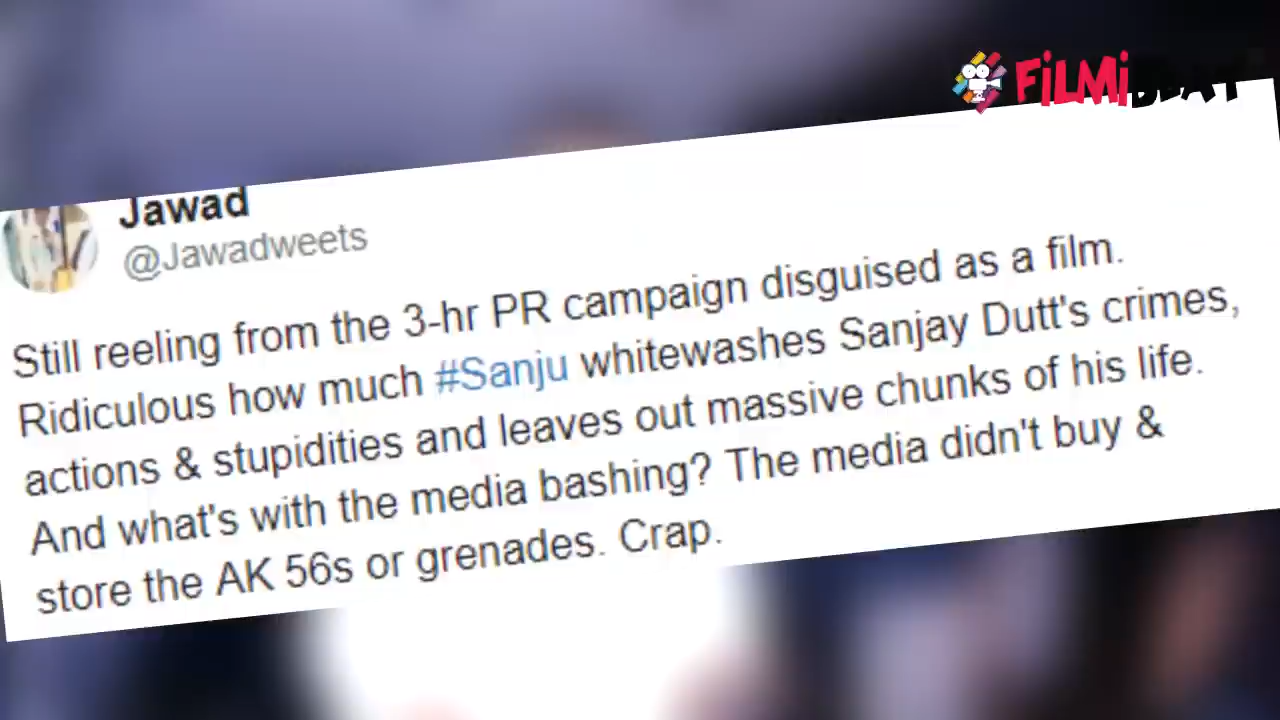 FiLMiBEAT
Jawad
@Jawadweets
Still reeling from the 3-hr PR campaign disguised as a film.
Ridiculous how much #Sanju whitewashes Sanjay Dutt's crimes,
actions & stupidities and leaves out massive chunks of his life.
And what's with the media bashing? The media didn't buy &
store the AK 56s or grenades. Crap.